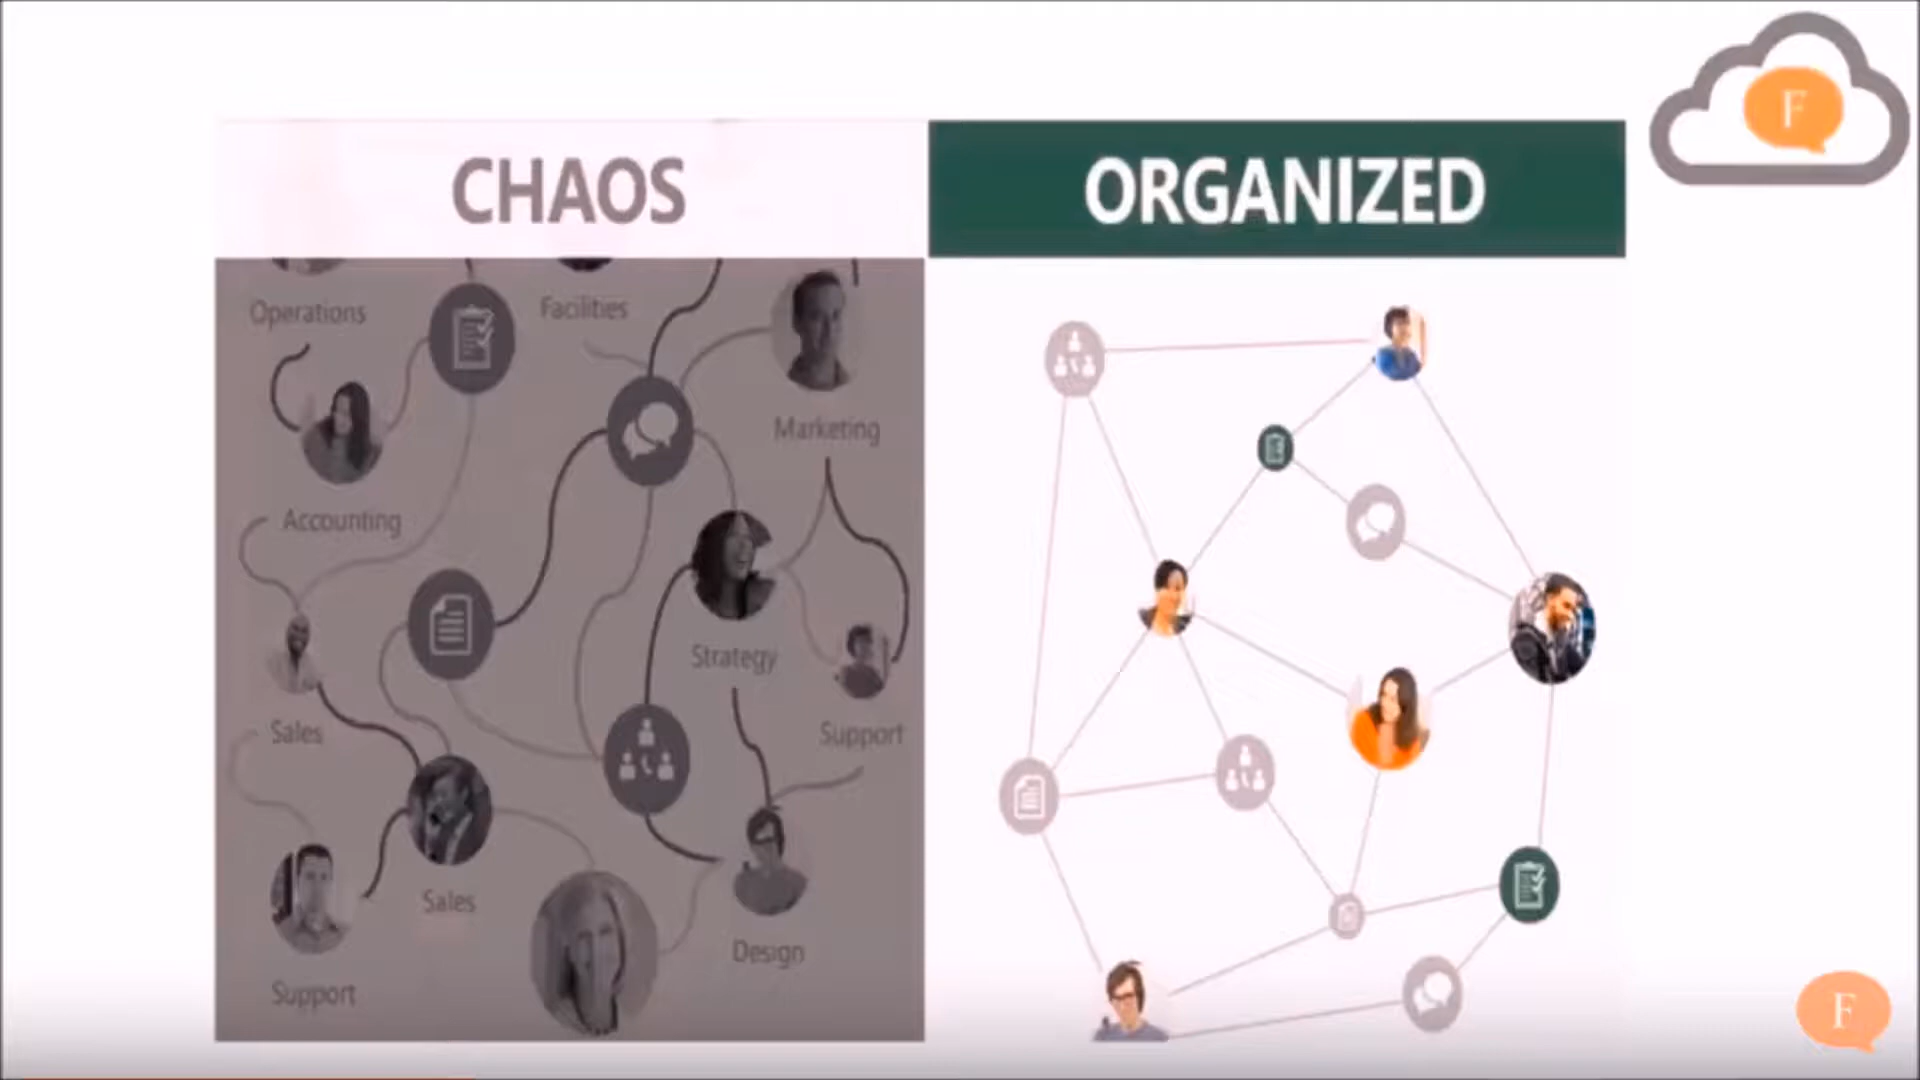 F
CHAOS
ORGANIZED
Operations
Facilities
Marketing
Accounting
Strategy
Sales
Support
Sales
Design
Support
F